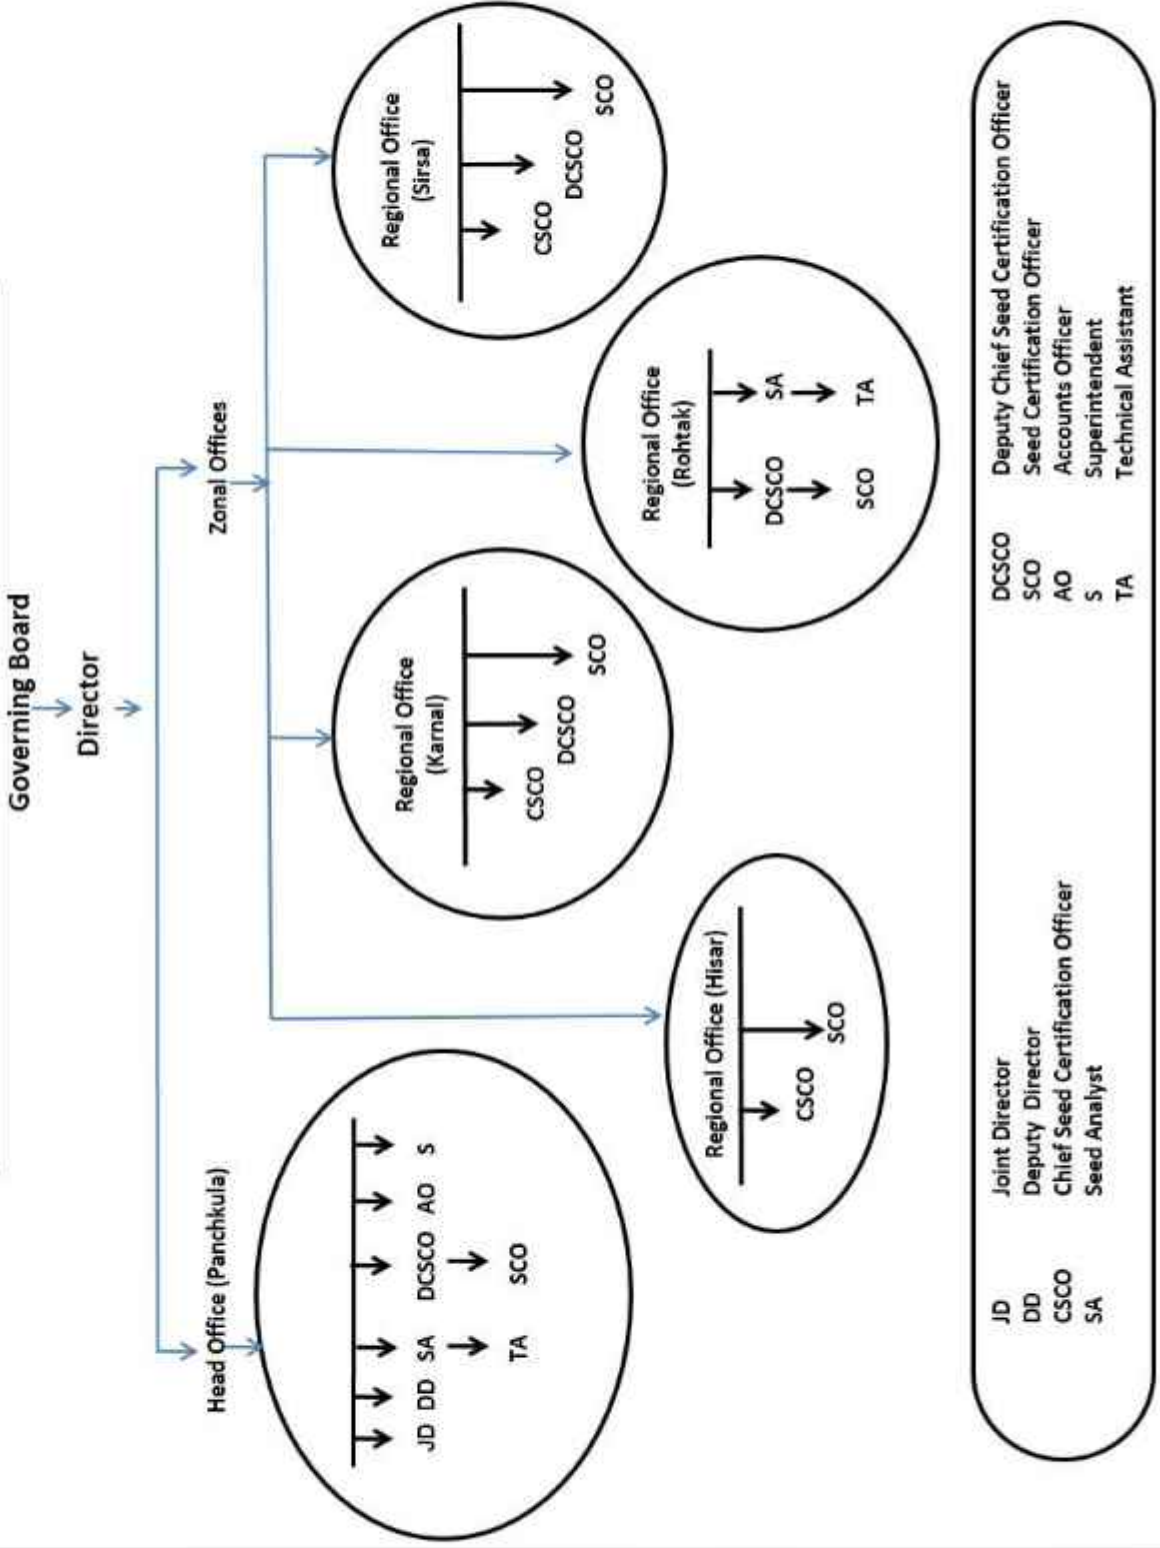 Governing Board
Director
Head Office (Panchkula)
Zonal Offices
JD DD SA DCSCO AO S
TA SCO
Regional Office (Hisar)
CSCO
SCO
Regional Office
(Karnal)
CSCO
DCSCO
SCO
Regional Office
(Rohtak)
DCSCO SA
SCO TA
Regional Office
(Sirsa)
CSCO
DCSCO
SCO
JD Joint Director DCSCO Deputy Chief Seed Certification Officer
DD Deputy Director SCO Seed Certification Officer
CSCO Chief Seed Certification Officer AO Accounts Officer
SA Seed Analyst S Superintendent
TA Technical Assistant